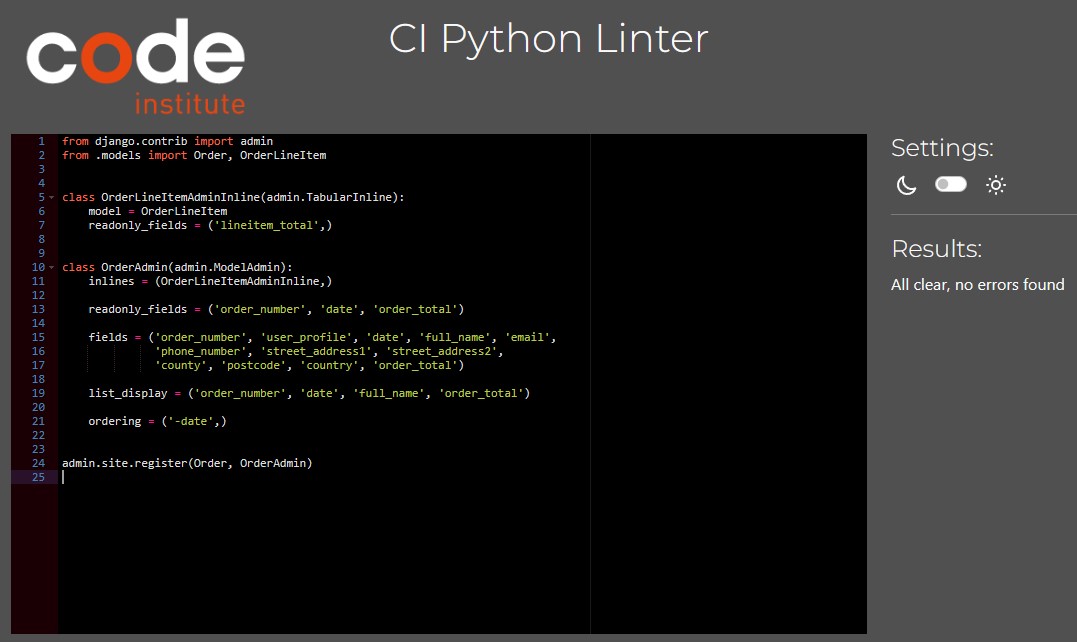 code
institute
CI Python Linter
1 from django.contrib import admin
2 from .models import Order, OrderLineItem
3
4
5 class OrderLineItemAdminInline(admin.TabularInline):
6     model = OrderLineItem
7     readonly_fields = ('lineitem_total',)
8
9
10 class OrderAdmin(admin.ModelAdmin):
11     inlines = (OrderLineItemAdminInline,)
12
13     readonly_fields = ('order_number', 'date', 'order_total')
14
15     fields = ('order_number', 'user_profile', 'date', 'full_name', 'email',
16               'phone_number', 'street_address1', 'street_address2',
17               'county', 'postcode', 'country', 'order_total')
18
19     list_display = ('order_number', 'date', 'full_name', 'order_total')
20
21     ordering = ('-date',)
22
23
24 admin.site.register(Order, OrderAdmin)
25
Settings:
Results:
All clear, no errors found